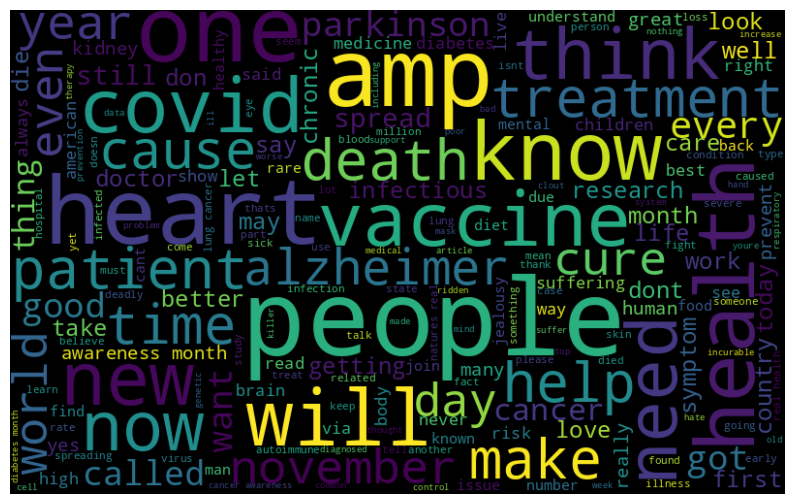 year
one
parkinson
understand
great
loss
increase
nothing
person
live
think
look
well
right
isnt
medicine
diabetes
kidney
healthy
seem
therapy
still
don
said
amp
including
chronic
die
even
always
american
covid
data
ill
eye
treatment
spread
bad
million
children
mental
every
care
back
condition
type
prevention
doesn
cause
say
rare
blood
support
poor
death
know
best
caused
worse
doctor
show
let
thing
hospital
infected
lung cancer
infectious
lot
clout
due
research
hand
severe
month
prevent
respiratory
heart
thats
may
name
vaccine
diet
lung
mask
system
youre
life
fight
problem
part
yet
come
cant
sick
use
medical
article
mean
thank
cure
work
today
health
patient
alzheimer
must
deadly
better
infection
state
ridden
jealousy
something
suffering
case
way
dont
human
see
food
someone
good
time
killer
people
natures real
suffer
skin
take
believe
made
mind
talk
please
died
top
incurable
awareness month
study
read
getting
join
many
help
need
symptom
country
real health
world
new
want
treat
related
fact
body
brain
day
cancer
hate
learn
find
genetic
keep
thought
never
risk
love
going
old
now
rate
yes
via
will
tell
another
known
really
got
found
early
diabetes month
spreading
virus
autoimmune
diagnosed
make
illness
high
called
man
november
issue
number
week
first
cell
cancer awareness
common
control